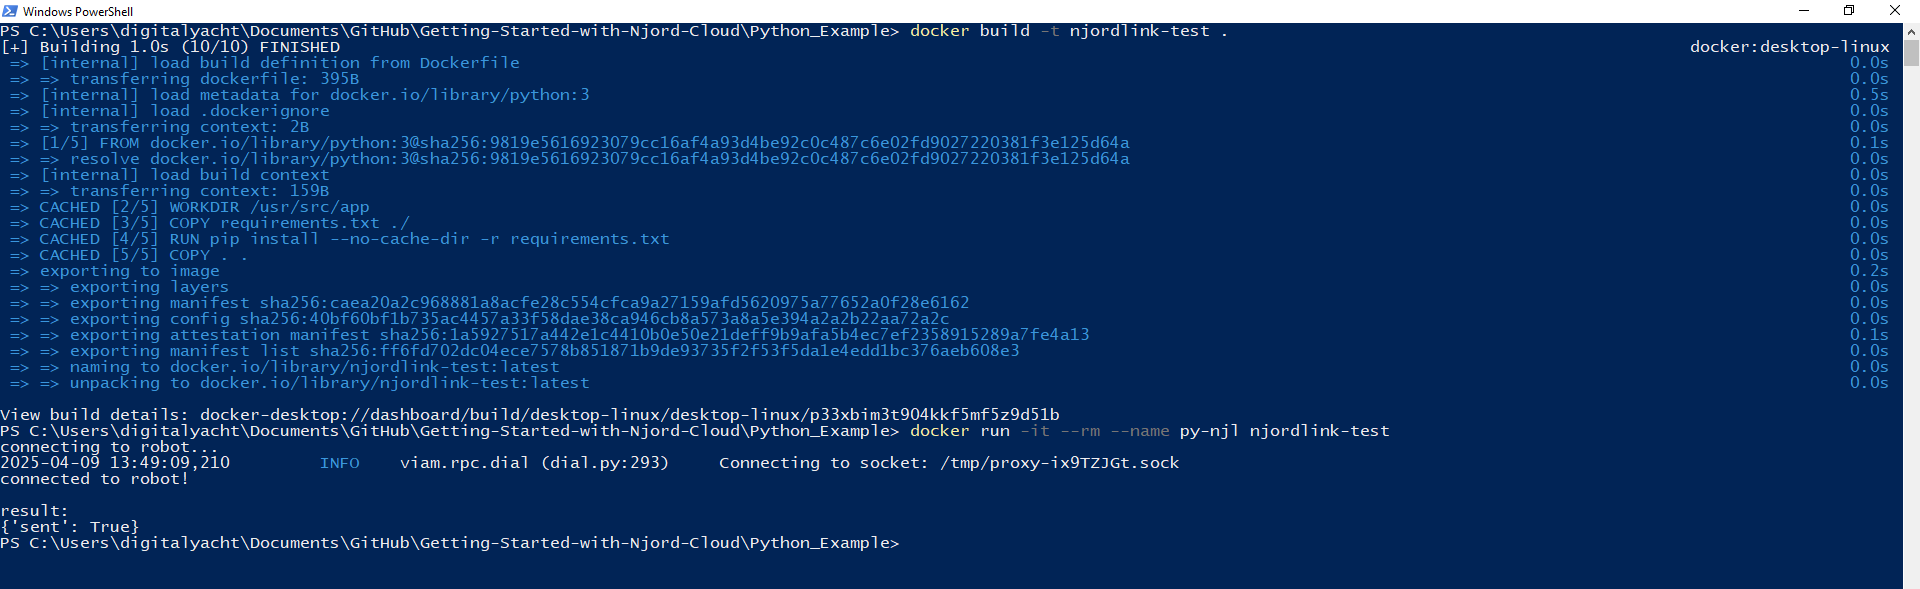 Windows PowerShell
PS C:\Users\digitalyacht\Documents\GitHub\Getting-Started-with-Njord-Cloud\Python_Example> docker build -t njordlink-test .
[+] Building 1.0s (10/10) FINISHED docker:desktop-linux
=> [internal] load build definition from Dockerfile 0.0s
=> => transferring dockerfile: 395B 0.0s
=> [internal] load metadata for docker.io/library/python:3 0.5s
=> [internal] load .dockerignore 0.0s
=> => transferring context: 2B 0.0s
=> [1/5] FROM docker.io/library/python:3@sha256:9819e5616923079cc16af4a93d4be92c0c487c6e02fd9027220381f3e125d64a 0.1s
=> => resolve docker.io/library/python:3@sha256:9819e5616923079cc16af4a93d4be92c0c487c6e02fd9027220381f3e125d64a 0.0s
=> [internal] load build context 0.0s
=> => transferring context: 159B 0.0s
=> CACHED [2/5] WORKDIR /usr/src/app 0.0s
=> CACHED [3/5] COPY requirements.txt ./ 0.0s
=> CACHED [4/5] RUN pip install --no-cache-dir -r requirements.txt 0.0s
=> CACHED [5/5] COPY . . 0.0s
=> exporting to image 0.2s
=> => exporting layers 0.0s
=> => exporting manifest sha256:caea20a2c968881a8acfe28c554cfca9a27159afd5620975a77652a0f28e6162 0.0s
=> => exporting config sha256:40bf60bf1b735ac4457a33f58dae38ca946cb8a573a8a5e394a2a2b22aa72a2c 0.0s
=> => exporting attestation manifest sha256:1a5927517a442e1c4410b0e50e21deff9b9afa5b4ec7ef2358915289a7fe4a13 0.1s
=> => exporting manifest list sha256:ff6fd702dc04ece7578b851871b9de93735f2f53f5da1e4edd1bc376aeb608e3 0.0s
=> => naming to docker.io/library/njordlink-test:latest 0.0s
=> => unpacking to docker.io/library/njordlink-test:latest 0.0s
View build details: docker-desktop://dashboard/build/desktop-linux/desktop-linux/p33xbim3t904kkf5mf5z9d51b
PS C:\Users\digitalyacht\Documents\GitHub\Getting-Started-with-Njord-Cloud\Python_Example> docker run -it --rm --name py-njl njordlink-test
connecting to robot...
2025-04-09 13:49:09,210 INFO viam.rpc.dial (dial.py:293) Connecting to socket: /tmp/proxy-ix9TZJGt.sock
connected to robot!
result:
{'sent': True}
PS C:\Users\digitalyacht\Documents\GitHub\Getting-Started-with-Njord-Cloud\Python_Example>